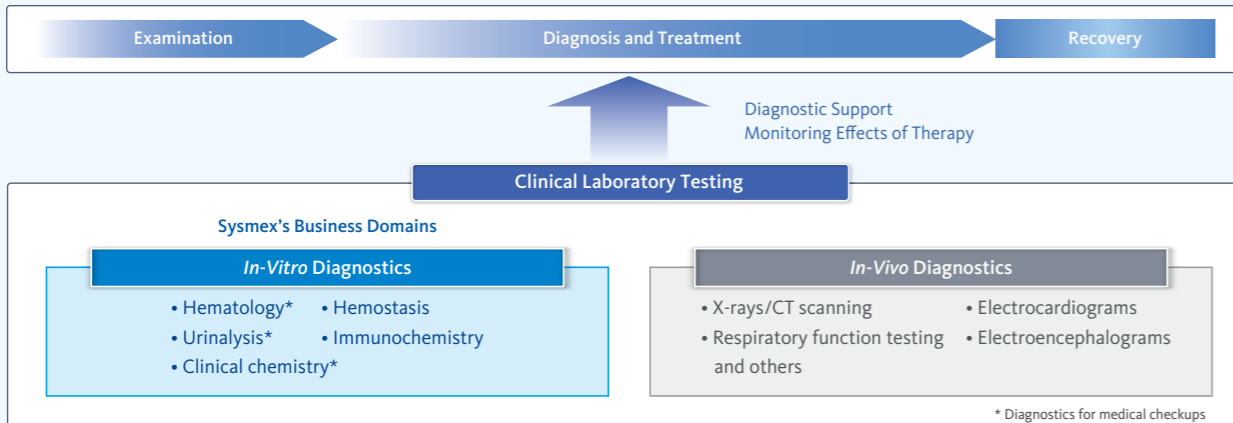 Examination
Diagnosis and Treatment
Recovery
Diagnostic Support
Monitoring Effects of Therapy
Clinical Laboratory Testing
Sysmex's Business Domains
In-Vitro Diagnostics
• Hematology* • Hemostasis
• Urinalysis* • Immunochemistry
• Clinical chemistry*
In-Vivo Diagnostics
• X-rays/CT scanning • Electrocardiograms
• Respiratory function testing • Electroencephalograms
and others
* Diagnostics for medical checkups